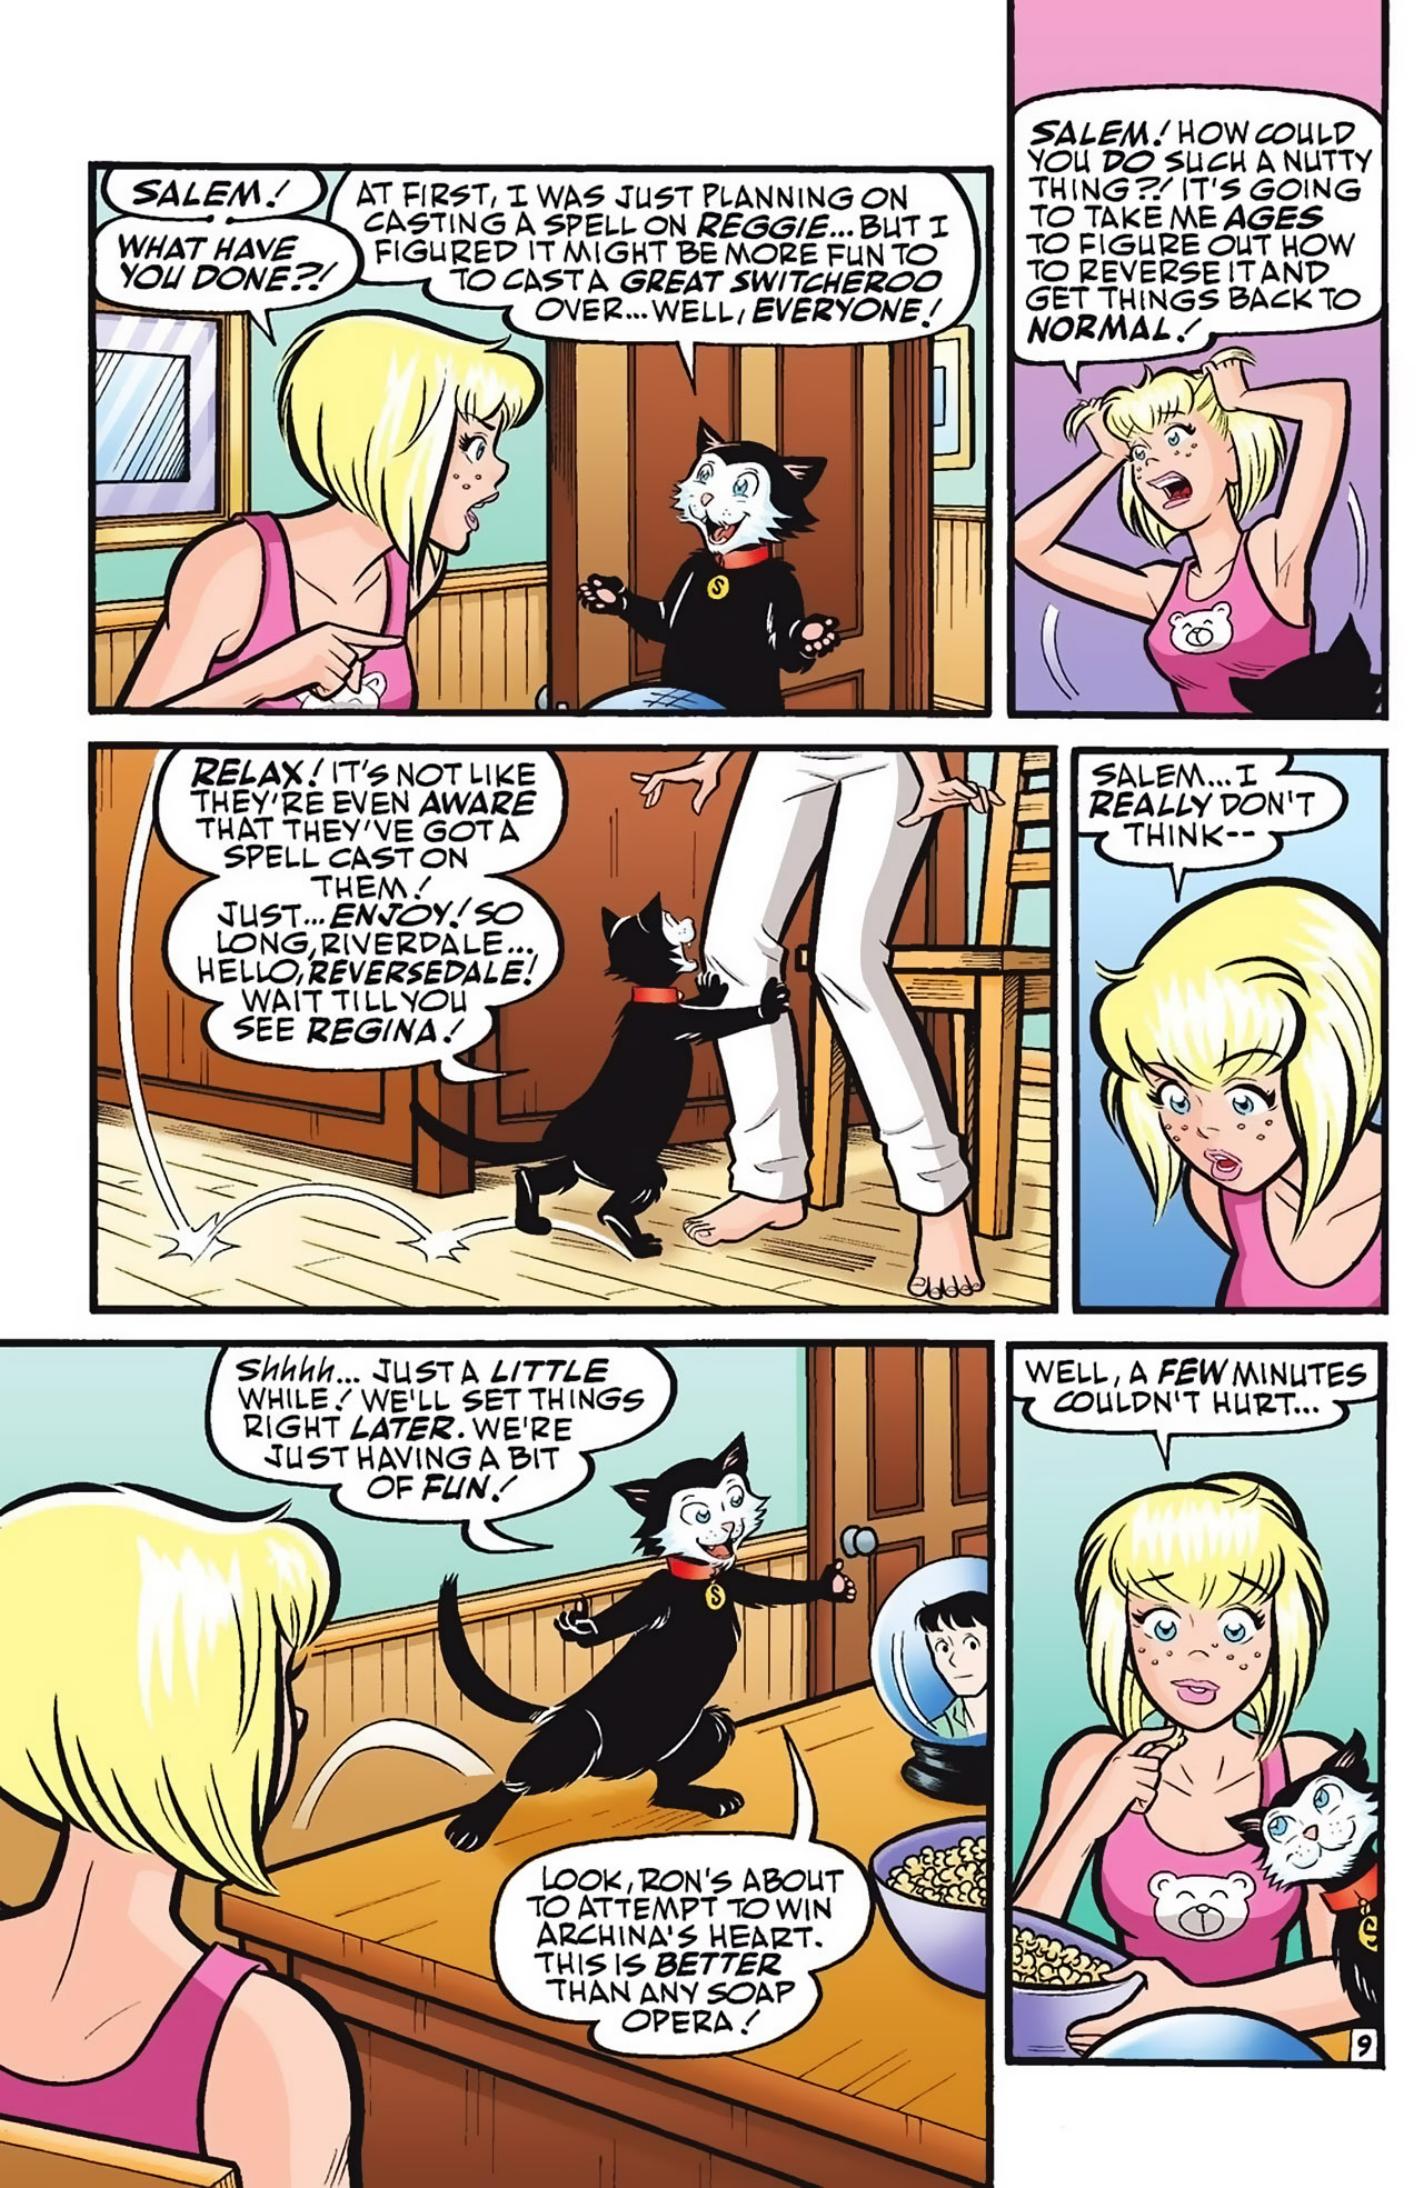 SALEM!
WHAT HAVE
YOU DONE?!
AT FIRST, I WAS JUST PLANNING ON
CASTING A SPELL ON REGGIE... BUT I
FIGURED IT MIGHT BE MORE FUN TO
TO CAST A GREAT SWITCHEROO
OVER... WELL, EVERYONE!
S
SALEM! HOW COULD
YOU DO SUCH A NUTTY
THING?! IT'S GOING
TO TAKE ME AGES
TO FIGURE OUT HOW
TO REVERSE IT AND
GET THINGS BACK TO
NORMAL!
RELAX! IT'S NOT LIKE
THEY'RE EVEN AWARE
THAT THEY'VE GOT A
SPELL CAST ON
THEM!
JUST... ENJOY! SO
LONG, RIVERDALE...
HELLO, REVERSEDALE!
WAIT TILL YOU
SEE REGINA!
SALEM... I
REALLY DON'T
THINK--
Shhhh... JUST A LITTLE
WHILE! WE'LL SET THINGS
RIGHT LATER. WE'RE
JUST HAVING A BIT
OF FUN!
S
LOOK, RON'S ABOUT
TO ATTEMPT TO WIN
ARCHINA'S HEART.
THIS IS BETTER
THAN ANY SOAP
OPERA!
WELL, A FEW MINUTES
COULDN'T HURT...
S
9